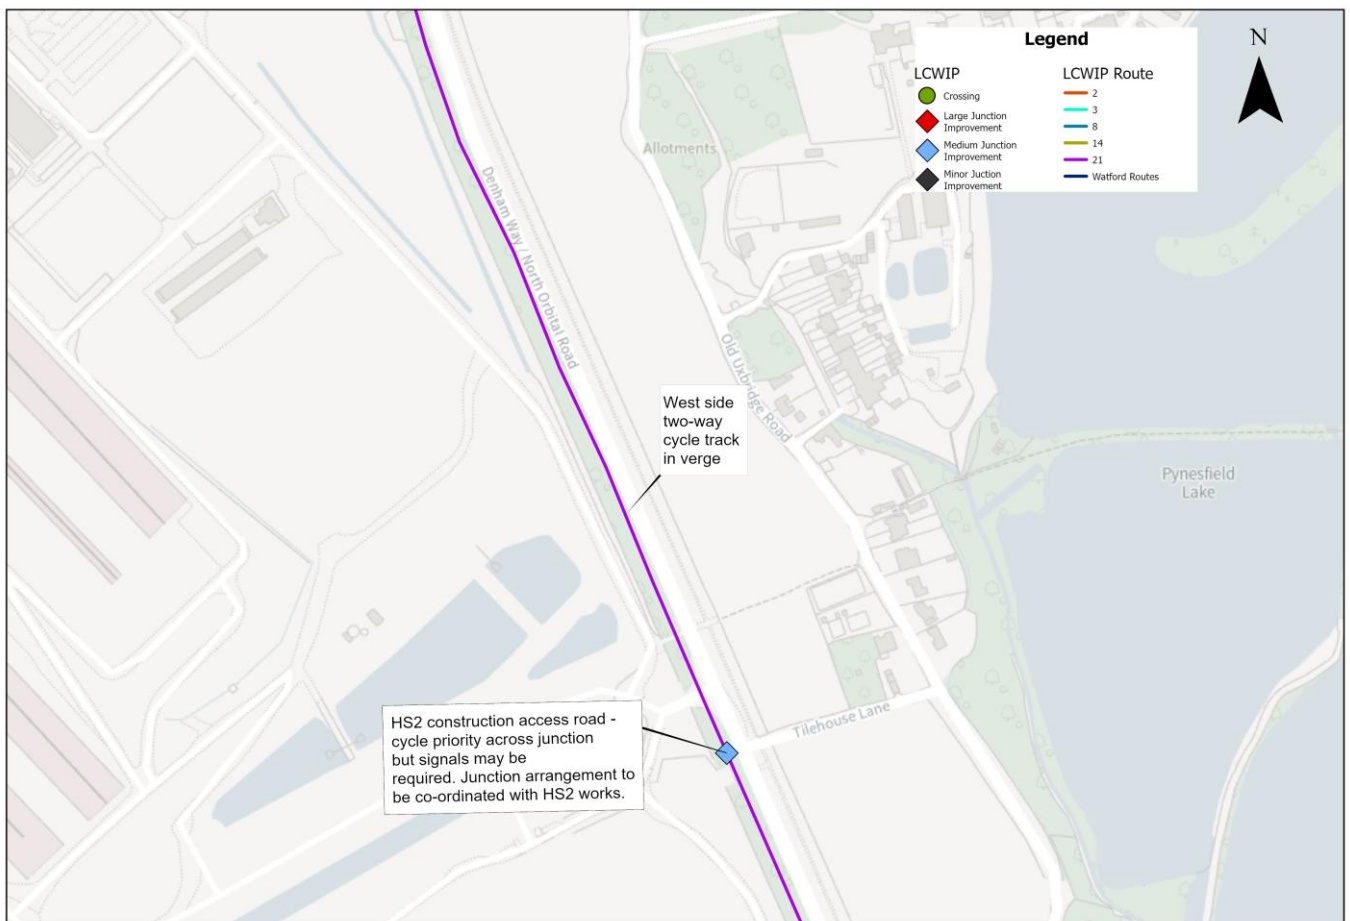 Legend
N
LCWIP
Crossing
Large Junction
Improvement
Medium Junction
Improvement
Minor Juction
Improvement
LCWIP Route
2
3
8
14
21
Watford Routes
Allotments
Denham Way / North Orbital Road
Old Uxbridge Road
West side
two-way
cycle track
in verge
Pynesfield
Lake
Tilehouse Lane
HS2 construction access road -
cycle priority across junction
but signals may be
required. Junction arrangement to
be co-ordinated with HS2 works.